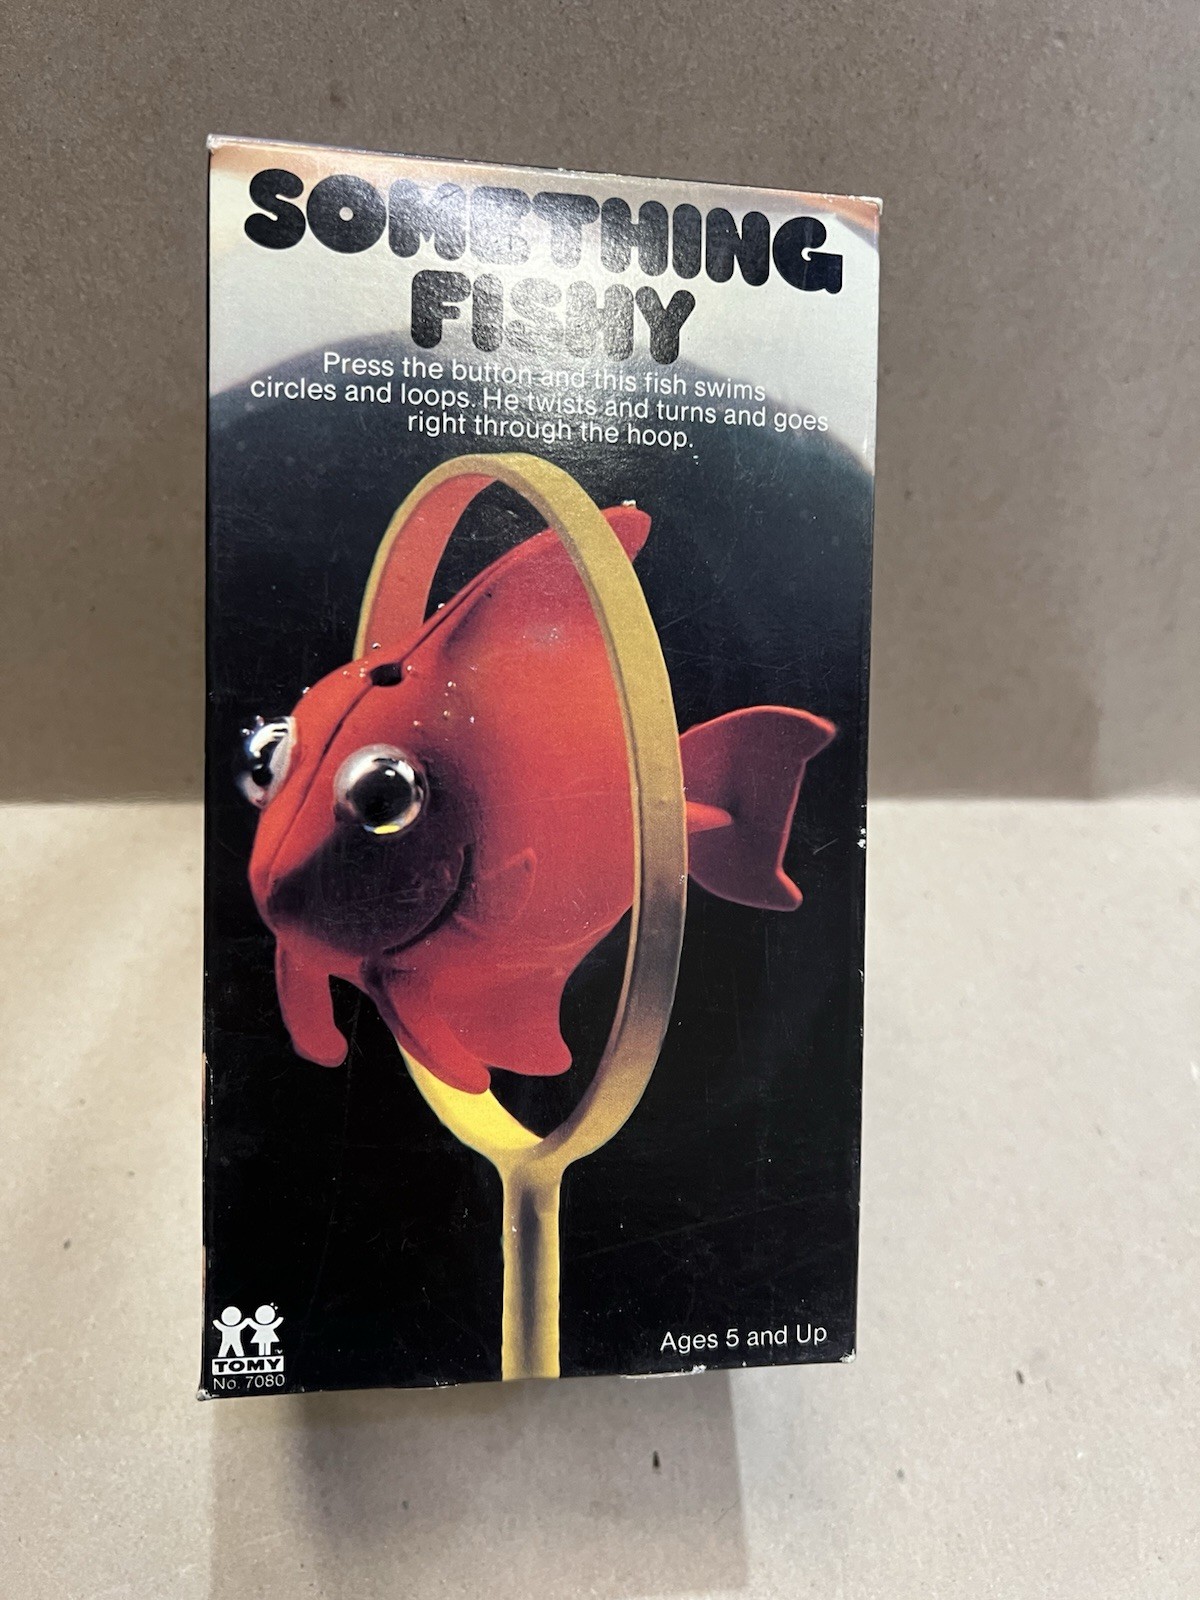 SOMETHING
FISHY
Press the button and this fish swims
circles and loops. He twists and turns and goes
right through the hoop.
Ages 5 and Up
TOMY
No. 7080